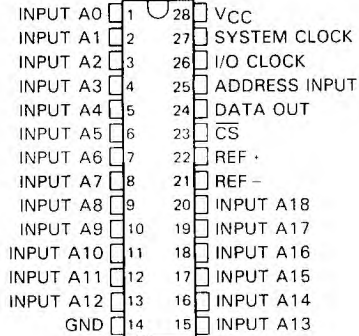 INPUT A0 1 28 VCC
INPUT A1 2 27 SYSTEM CLOCK
INPUT A2 3 26 I/O CLOCK
INPUT A3 4 25 ADDRESS INPUT
INPUT A4 5 24 DATA OUT
INPUT A5 6 23 CS
INPUT A6 7 22 REF +
INPUT A7 8 21 REF −
INPUT A8 9 20 INPUT A18
INPUT A9 10 19 INPUT A17
INPUT A10 11 18 INPUT A16
INPUT A11 12 17 INPUT A15
INPUT A12 13 16 INPUT A14
GND 14 15 INPUT A13